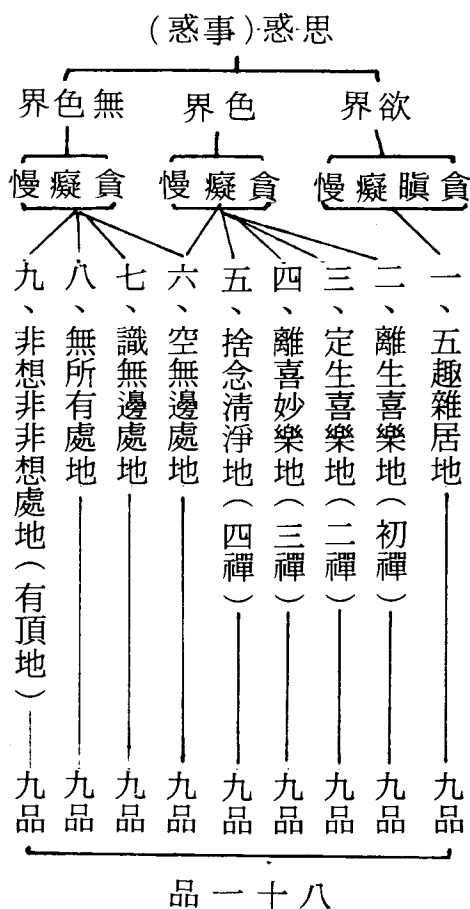 思惑（事惑）
欲界
色界
無色界
貪瞋癡慢
貪癡慢
貪癡慢
一、五趣雜居地
二、離生喜樂地（初禪）
三、定生喜樂地（二禪）
四、離喜妙樂地（三禪）
五、捨念清淨地（四禪）
六、空無邊處地
七、識無邊處地
八、無所有處地
九、非想非非想處地（有頂地）
九品
九品
九品
九品
九品
九品
九品
九品
九品
八十一品